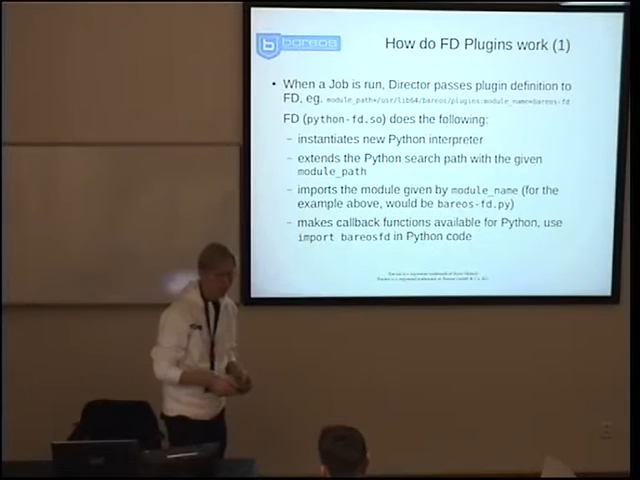 bareos
How do FD Plugins work (1)
• When a Job is run, Director passes plugin definition to
FD, eg. module_path=/usr/lib64/bareos/plugins:module_name=bareos-fd
FD (python-fd.so) does the following:
– instantiates new Python interpreter
– extends the Python search path with the given
module_path
– imports the module given by module_name (for the
example above, would be bareos-fd.py)
– makes callback functions available for Python, use
import bareosfd in Python code